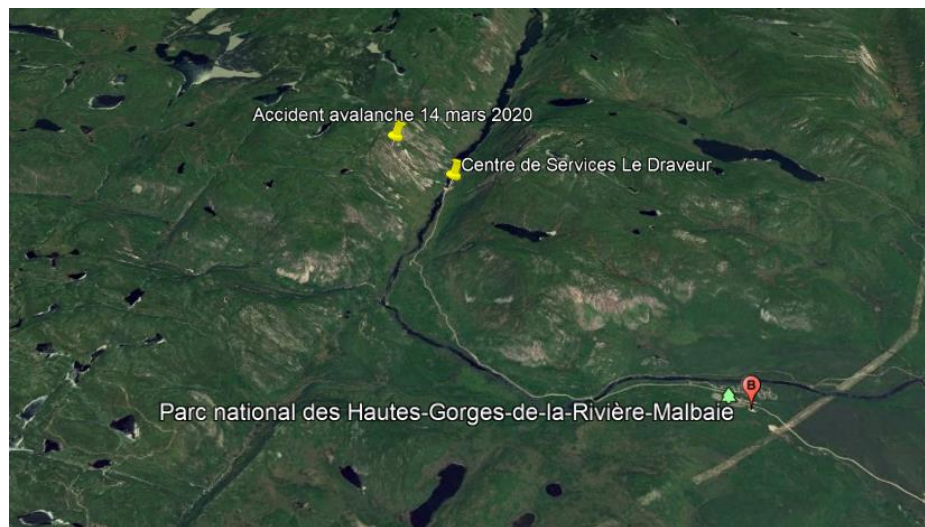 Accident avalanche 14 mars 2020
Centre de Services Le Draveur
B
Parc national des Hautes-Gorges-de-la-Rivière-Malbaie